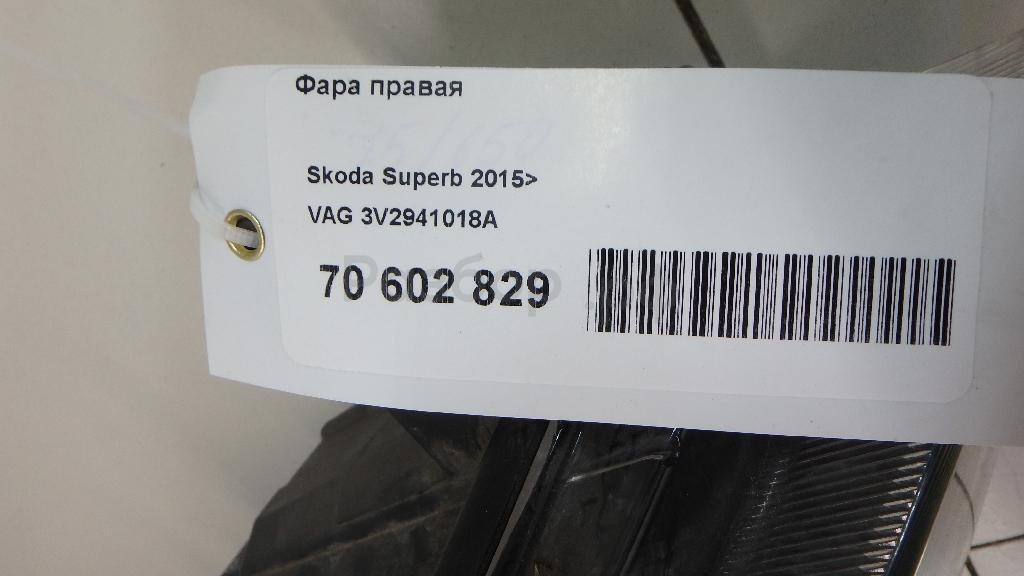 Фара правая
Skoda Superb 2015>
VAG 3V2941018A
70 602 829